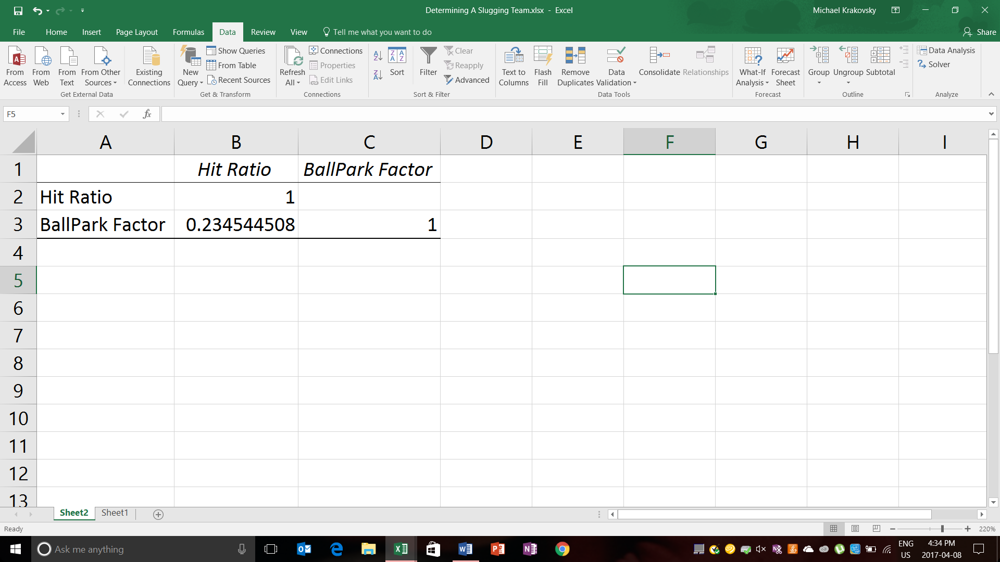 Determining A Slugging Team.xlsx - Excel
Michael Krakovsky
File Home Insert Page Layout Formulas Data Review View Tell me what you want to do Share
From Access
From Web
From Text
From Other Sources
Existing Connections
Get External Data
New Query
Show Queries
From Table
Recent Sources
Get & Transform
Refresh All
Connections
Properties
Edit Links
Connections
Sort
Filter
Clear
Reapply
Advanced
Sort & Filter
Text to Columns
Flash Fill
Remove Duplicates
Data Validation
Consolidate
Relationships
Data Tools
What-If Analysis
Forecast Sheet
Forecast
Group
Ungroup
Subtotal
Outline
Data Analysis
Solver
Analyze
F5 fx
A B C D E F G H I
1 Hit Ratio BallPark Factor
2 Hit Ratio 1
3 BallPark Factor 0.234544508 1
4
5
6
7
8
9
10
11
12
13
Sheet2 Sheet1
Ready 220%
Ask me anything
ENG
US
4:34 PM
2017-04-08